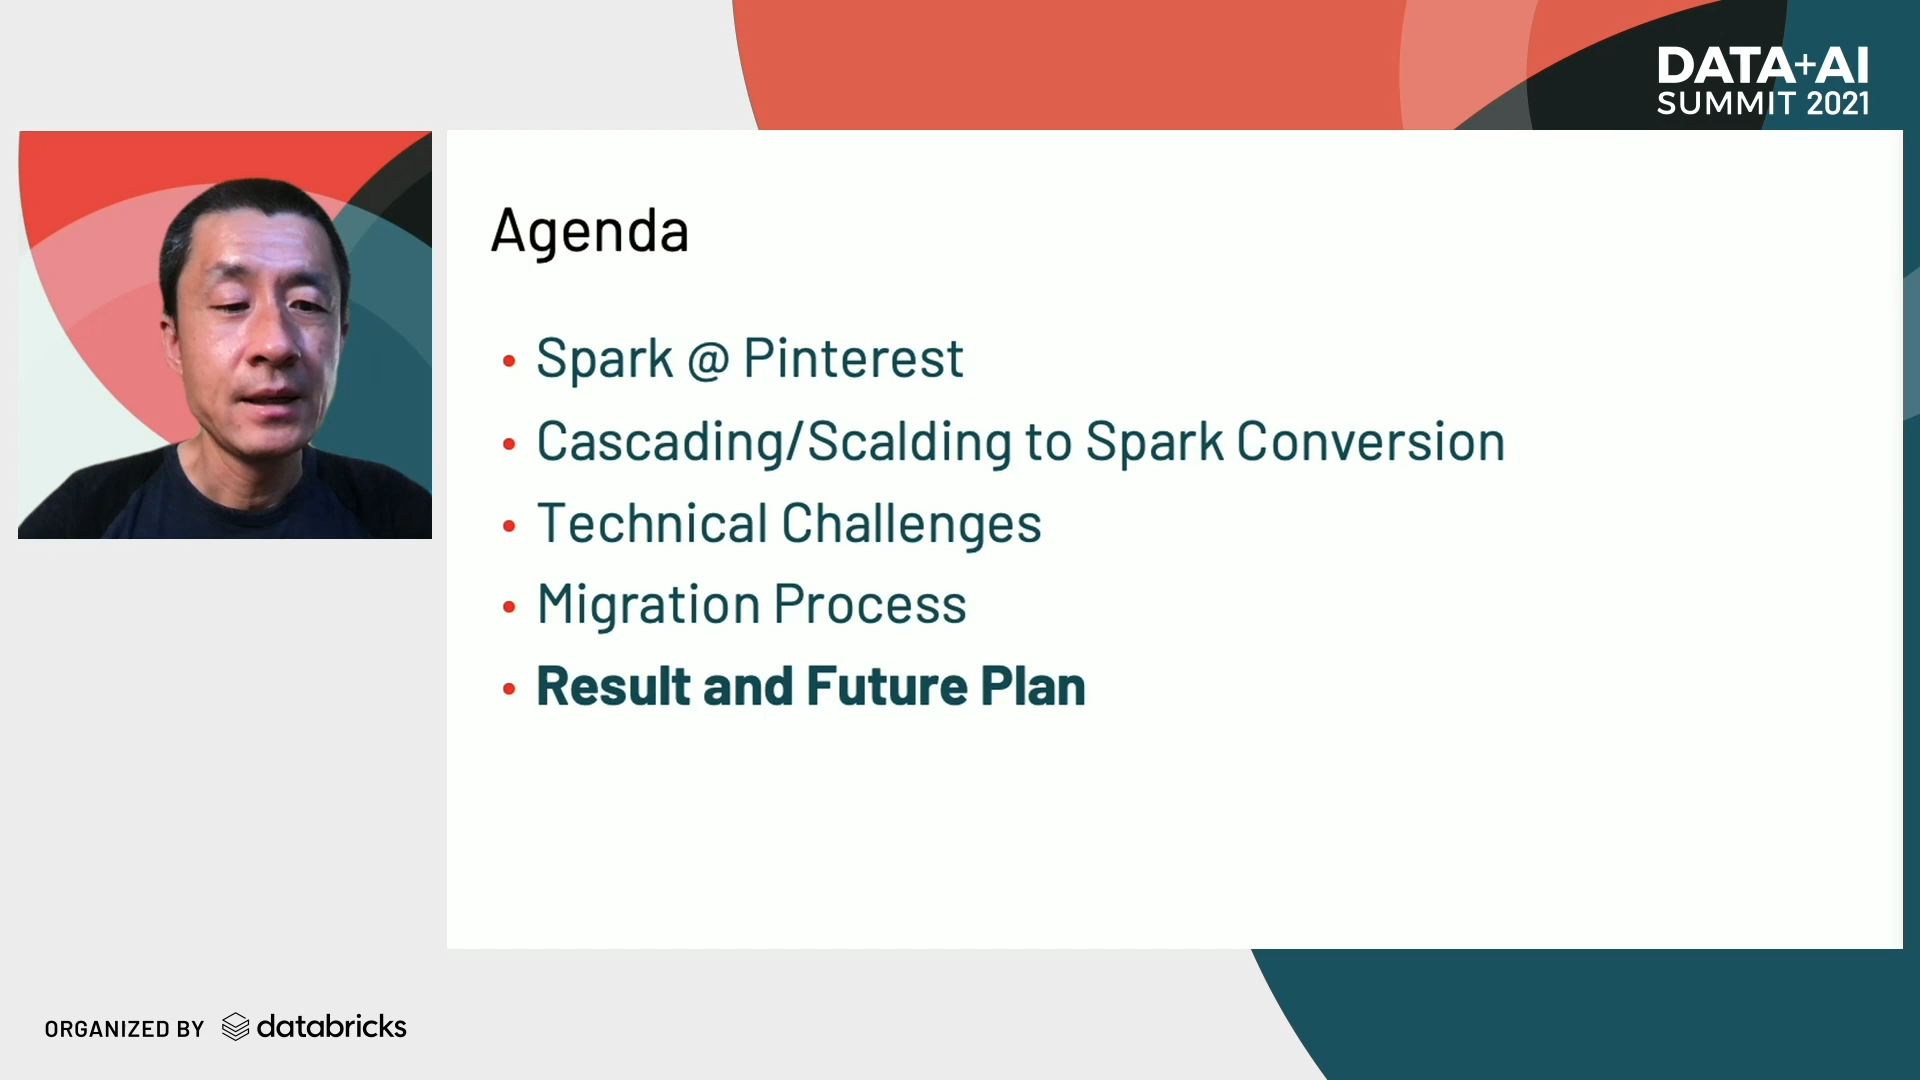 DATA+AI
SUMMIT 2021
Agenda
• Spark @ Pinterest
• Cascading/Scalding to Spark Conversion
• Technical Challenges
• Migration Process
• Result and Future Plan
ORGANIZED BY databricks